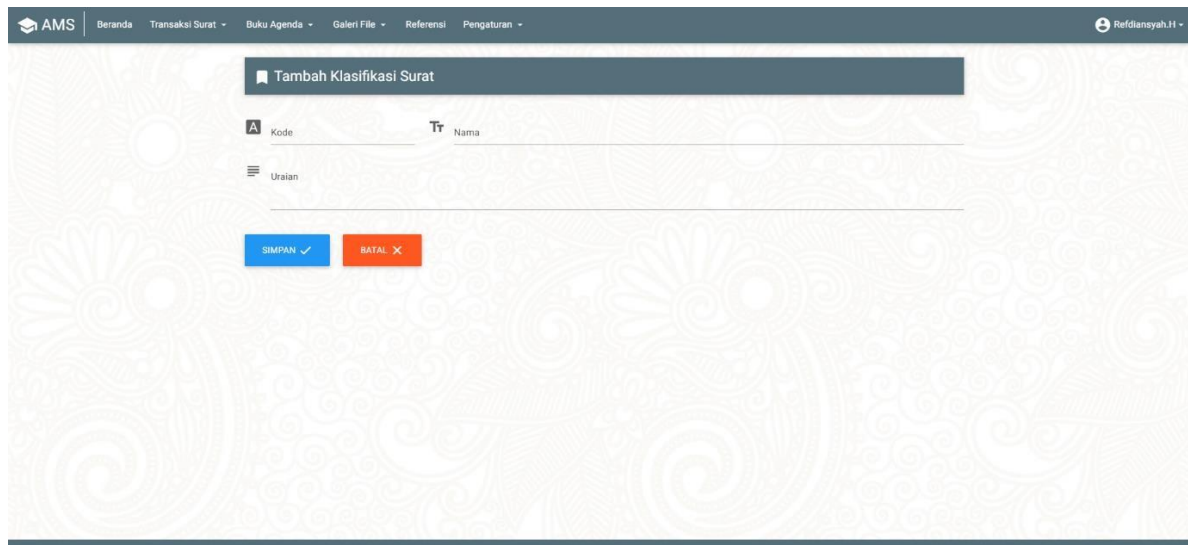 AMS Beranda Transaksi Surat Buku Agenda Galeri File Referensi Pengaturan Refdiansyah.H
Tambah Klasifikasi Surat
Kode Nama
Uraian
SIMPAN BATAL